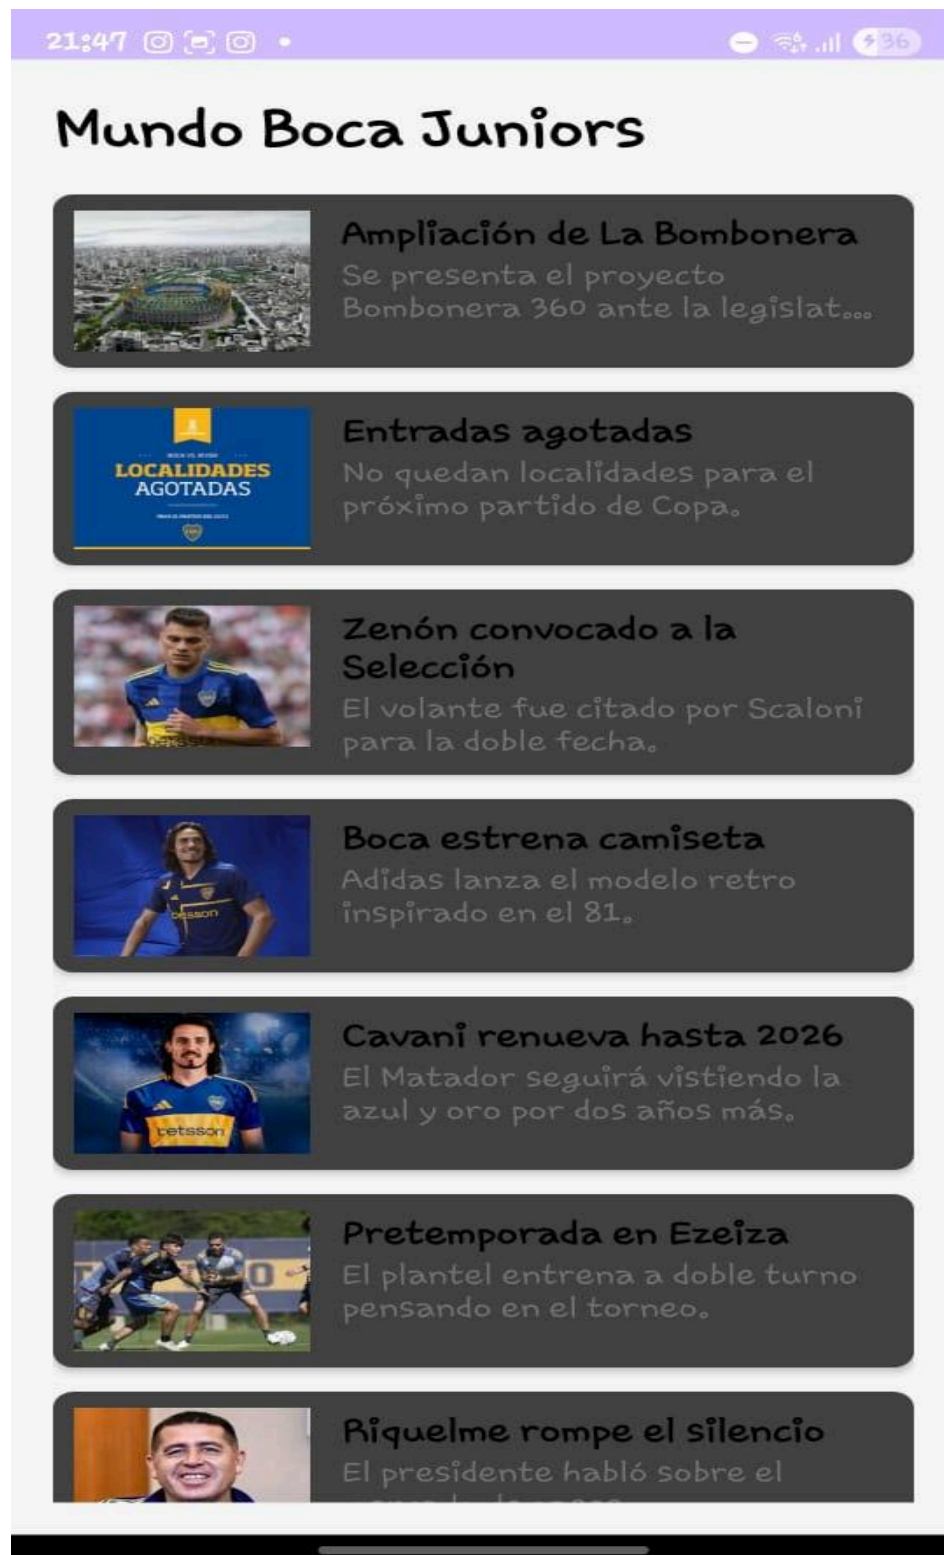 21:47
36
Mundo Boca Juniors
Ampliación de La Bombonera
Se presenta el proyecto
Bombonera 360 ante la legislat...
LOCALIDADES
AGOTADAS
Entradas agotadas
No quedan localidades para el
próximo partido de Copa.
Zenón convocado a la
Selección
El volante fue citado por Scaloni
para la doble fecha.
betsson
Boca estrena camiseta
Adidas lanza el modelo retro
inspirado en el 81.
betsson
Cavani renueva hasta 2026
El Matador seguirá vistiendo la
azul y oro por dos años más.
Pretemporada en Ezeiza
El plantel entrena a doble turno
pensando en el torneo.
Riquelme rompe el silencio
El presidente habló sobre el